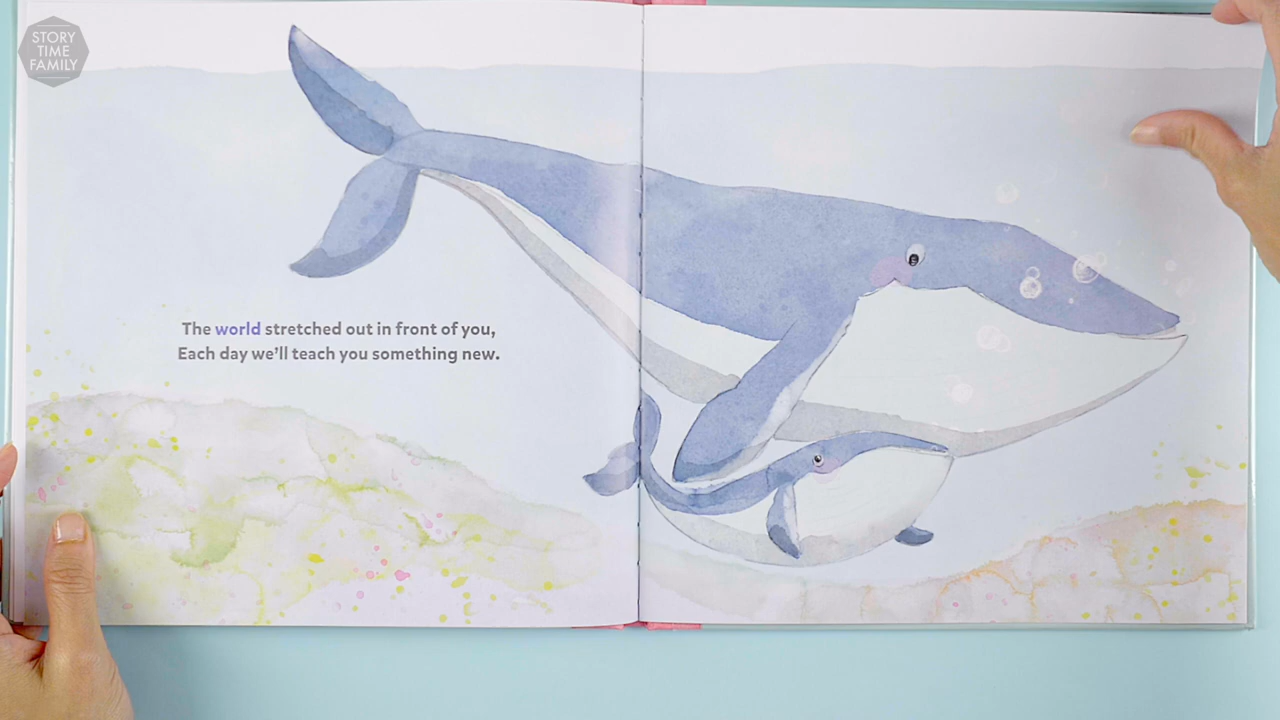 STORY
TIME
FAMILY
The world stretched out in front of you,
Each day we'll teach you something new.